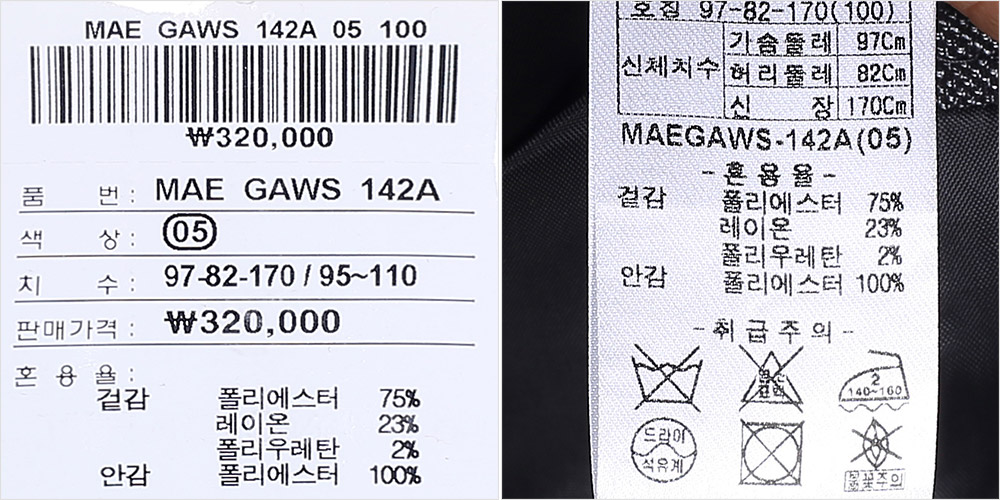 MAE GAWS 142A 05 100
₩320,000
품 번 : MAE GAWS 142A
색 상 : 05
치 수 : 97-82-170 / 95~110
판매가격 : ₩320,000
혼 용 율 :
겉감 폴리에스터 75%
레이온 23%
폴리우레탄 2%
안감 폴리에스터 100%
호칭 97-82-170(100)
신체치수
가슴둘레 97Cm
허리둘레 82Cm
신 장 170Cm
MAEGAWS-142A(05)
-혼용율-
겉감 폴리에스터 75%
레이온 23%
폴리우레탄 2%
안감 폴리에스터 100%
-취급주의-
2
140~160
드라이
석유계
불꽃주의